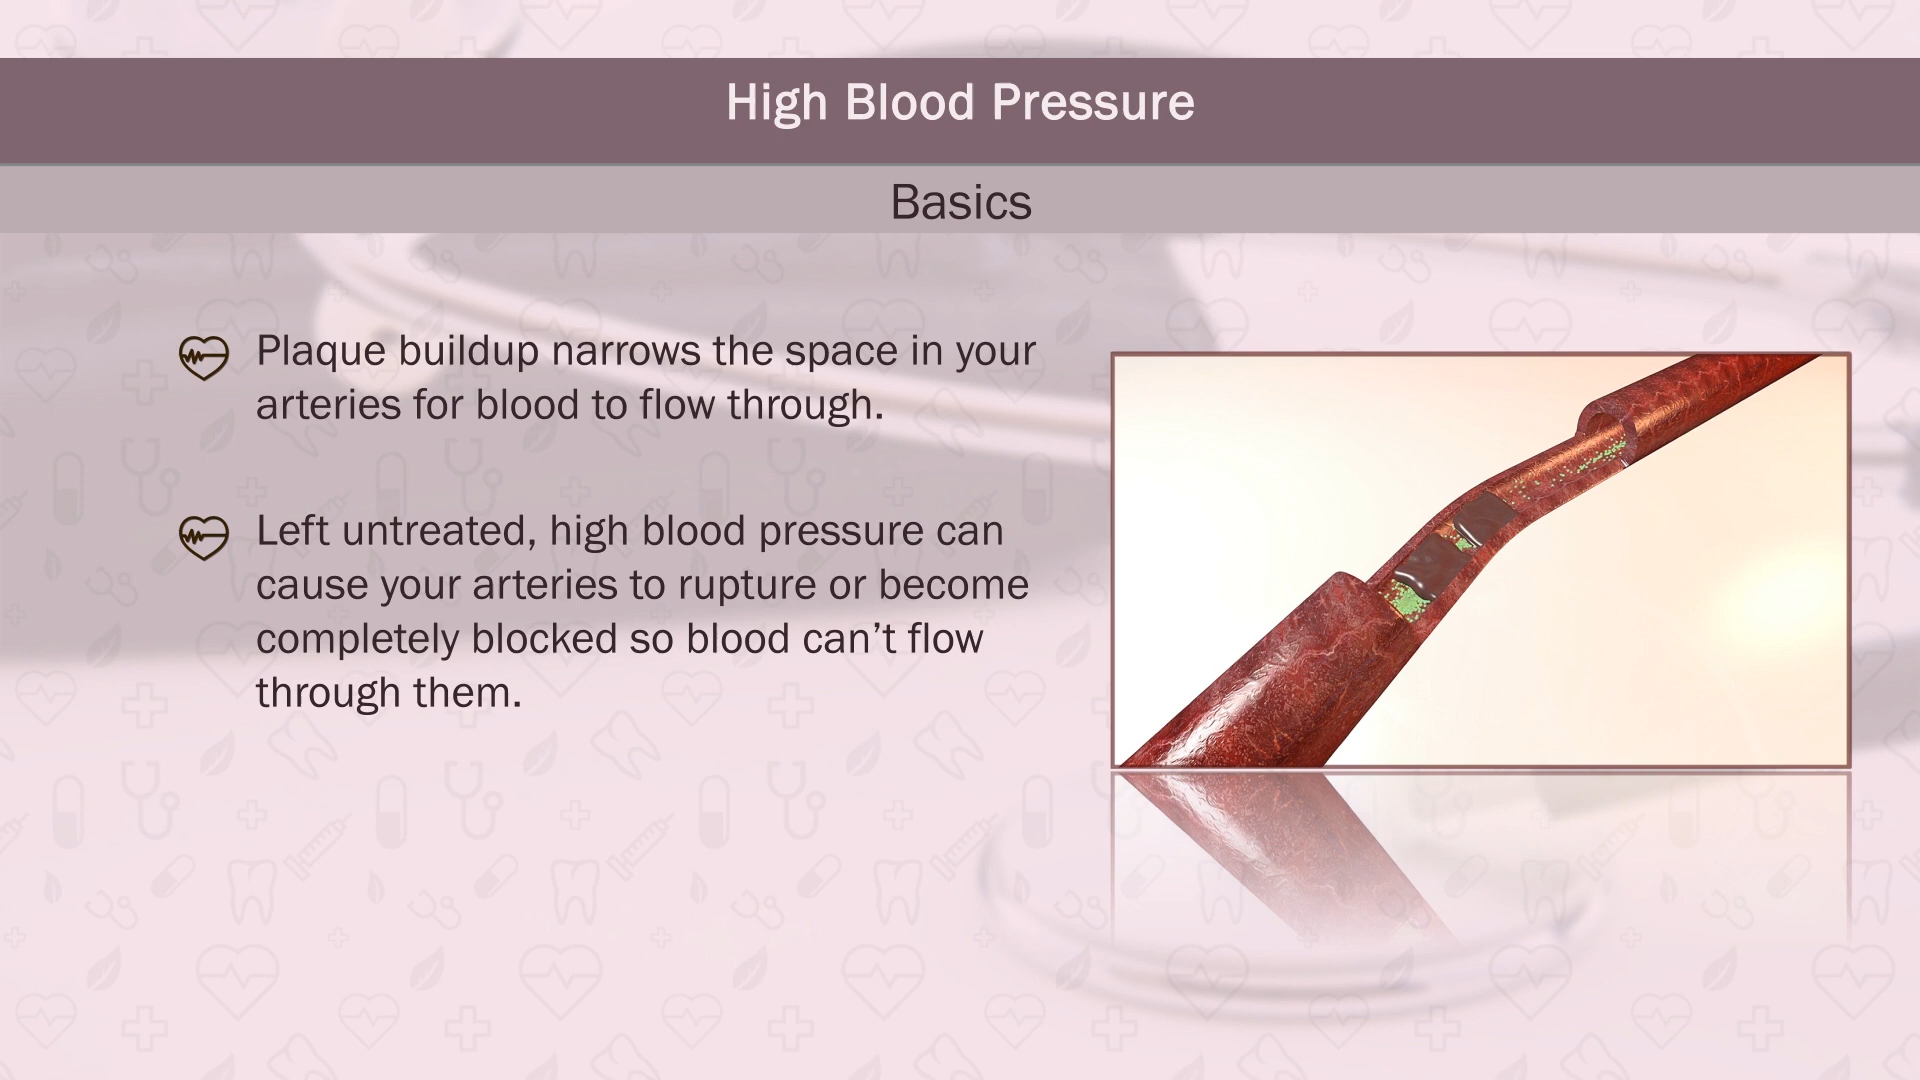 High Blood Pressure
Basics
Plaque buildup narrows the space in your
arteries for blood to flow through.
Left untreated, high blood pressure can
cause your arteries to rupture or become
completely blocked so blood can’t flow
through them.